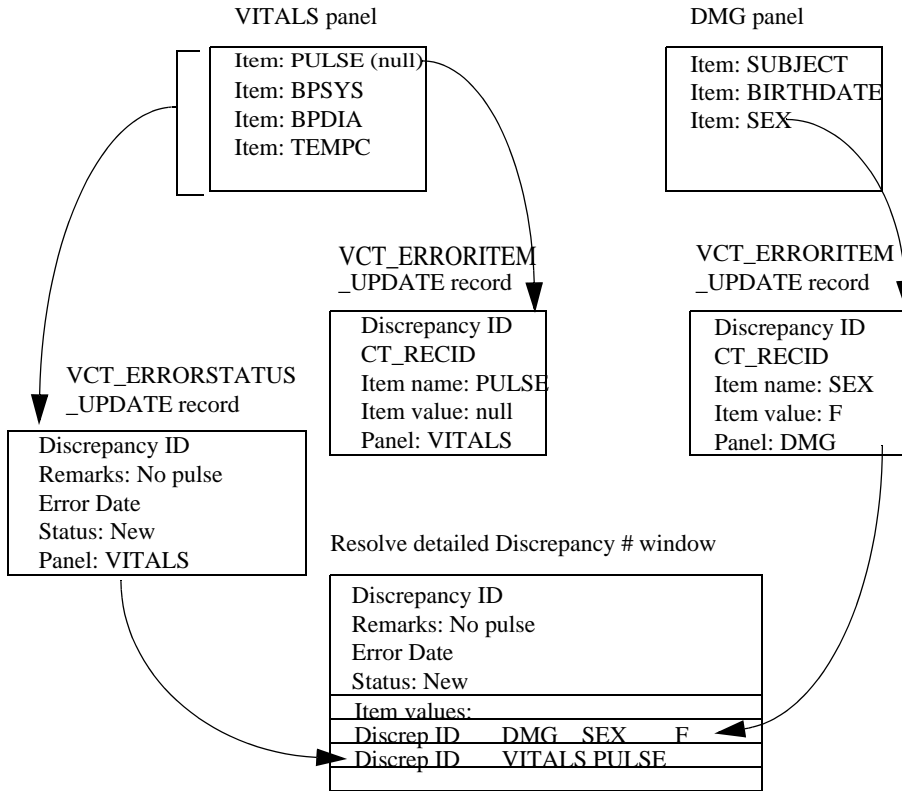 VITALS panel
Item: PULSE (null)
Item: BPSYS
Item: BPDIA
Item: TEMPC
DMG panel
Item: SUBJECT
Item: BIRTHDATE
Item: SEX
VCT_ERRORITEM
_UPDATE record
Discrepancy ID
CT_RECID
Item name: PULSE
Item value: null
Panel: VITALS
VCT_ERRORITEM
_UPDATE record
Discrepancy ID
CT_RECID
Item name: SEX
Item value: F
Panel: DMG
VCT_ERRORSTATUS
_UPDATE record
Discrepancy ID
Remarks: No pulse
Error Date
Status: New
Panel: VITALS
Resolve detailed Discrepancy # window
Discrepancy ID
Remarks: No pulse
Error Date
Status: New
Item values:
Discrep ID DMG SEX F
Discrep ID VITALS PULSE